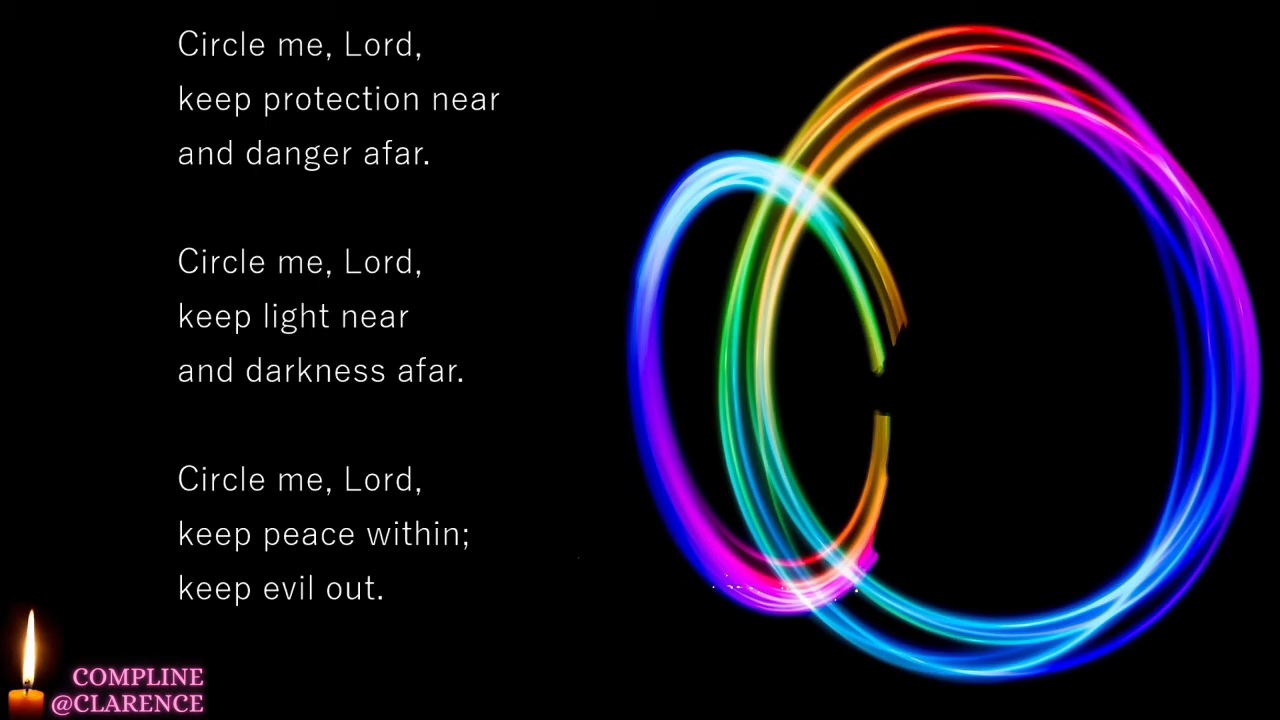 Circle me, Lord,
keep protection near
and danger afar.
Circle me, Lord,
keep light near
and darkness afar.
Circle me, Lord,
keep peace within;
keep evil out.
COMPLINE
@CLARENCE